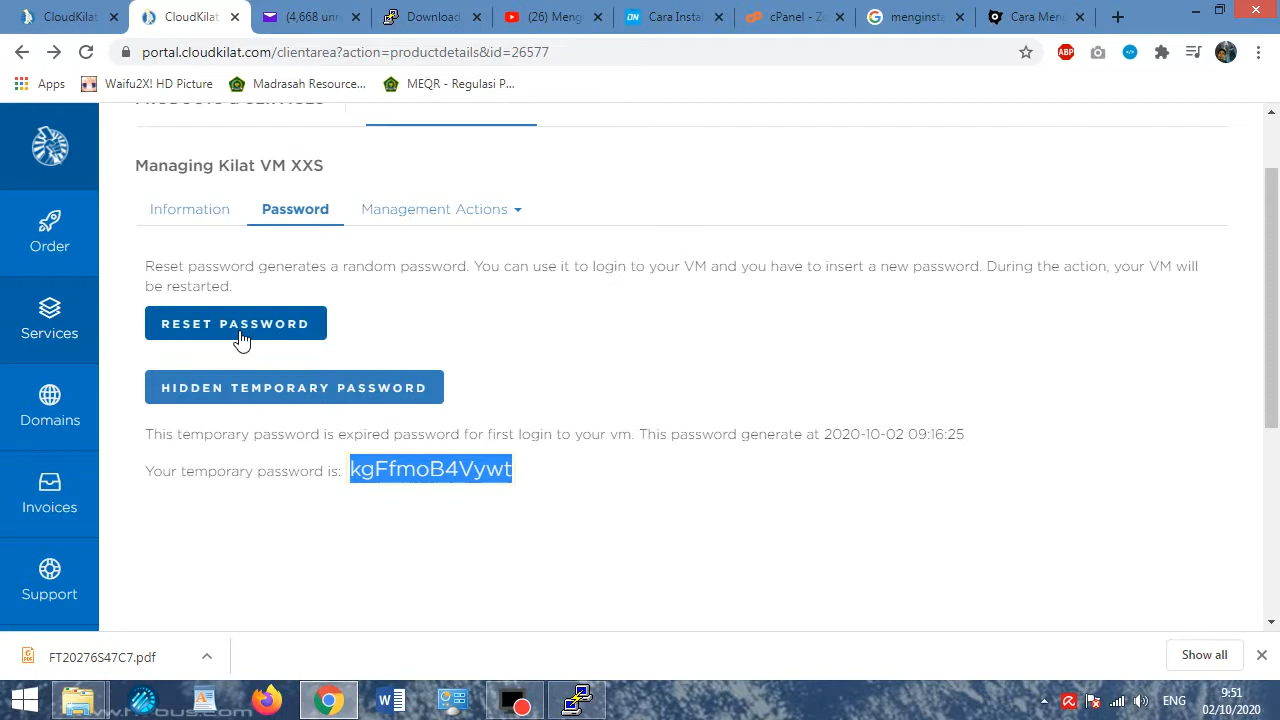 CloudKilat
CloudKilat
(4,668 unr
Download
(26) Meng
Cara Insta
cPanel - Ze
menginsta
Cara Menu
portal.cloudkilat.com/clientarea?action=productdetails&id=26577
Apps
Waifu2X! HD Picture
Madrasah Resource...
MEQR - Regulasi P...
Managing Kilat VM XXS
Information
Password
Management Actions
Order
Reset password generates a random password. You can use it to login to your VM and you have to insert a new password. During the action, your VM will
be restarted.
RESET PASSWORD
Services
HIDDEN TEMPORARY PASSWORD
Domains
This temporary password is expired password for first login to your vm. This password generate at 2020-10-02 09:16:25
Your temporary password is: kgFfmoB4Vywt
Invoices
Support
FT20276S47C7.pdf
Show all
ENG
9:51
02/10/2020